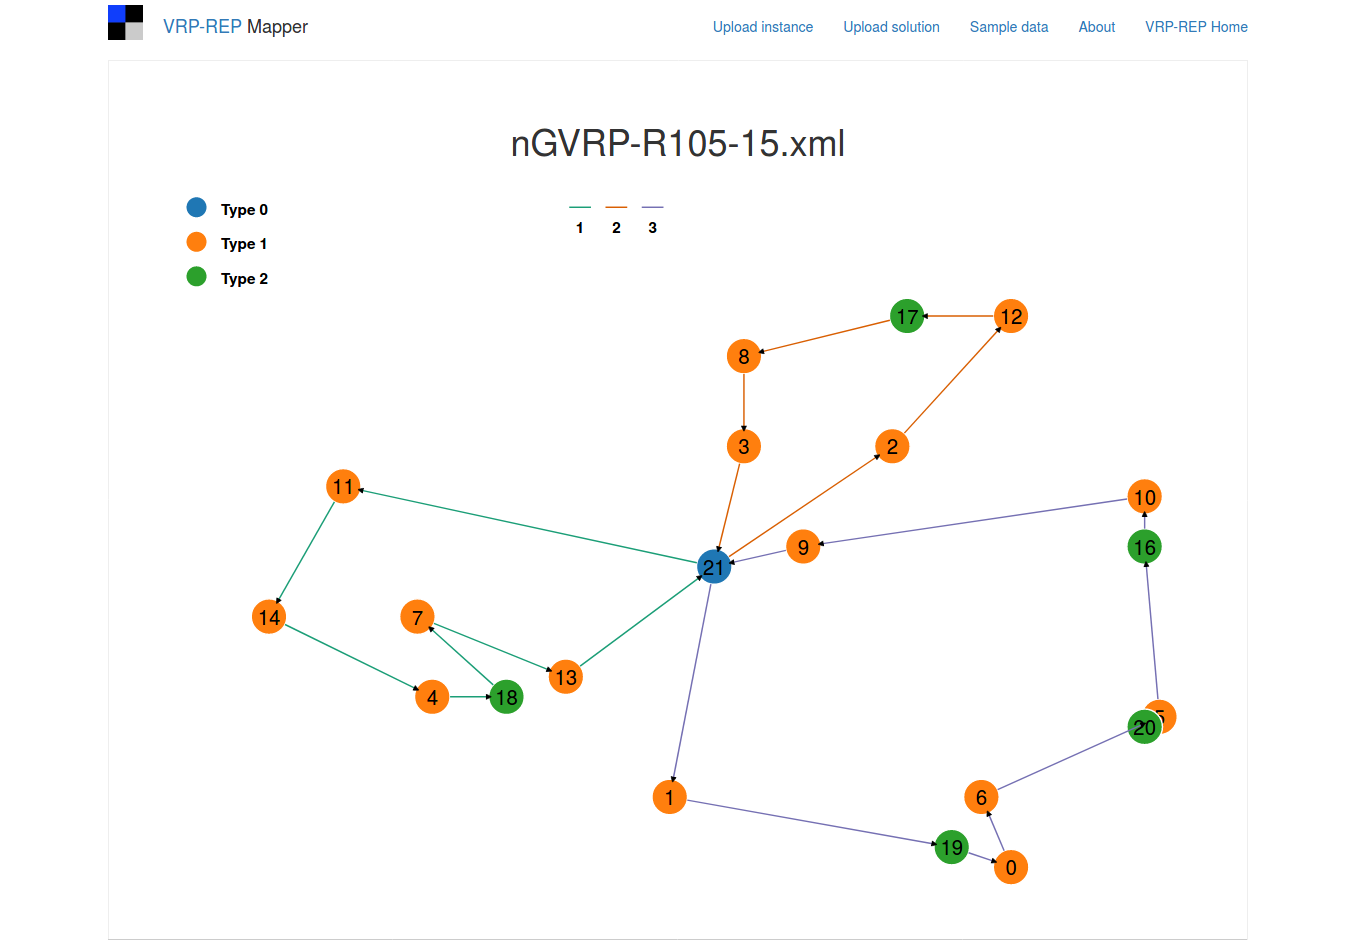 VRP-REP Mapper Upload instance Upload solution Sample data About VRP-REP Home
nGVRP-R105-15.xml
Type 0
Type 1
Type 2
1 2 3
17 12
8
3 2
11 10
9 16
21
14 7
13
4 18
5
20
1 6
19
0